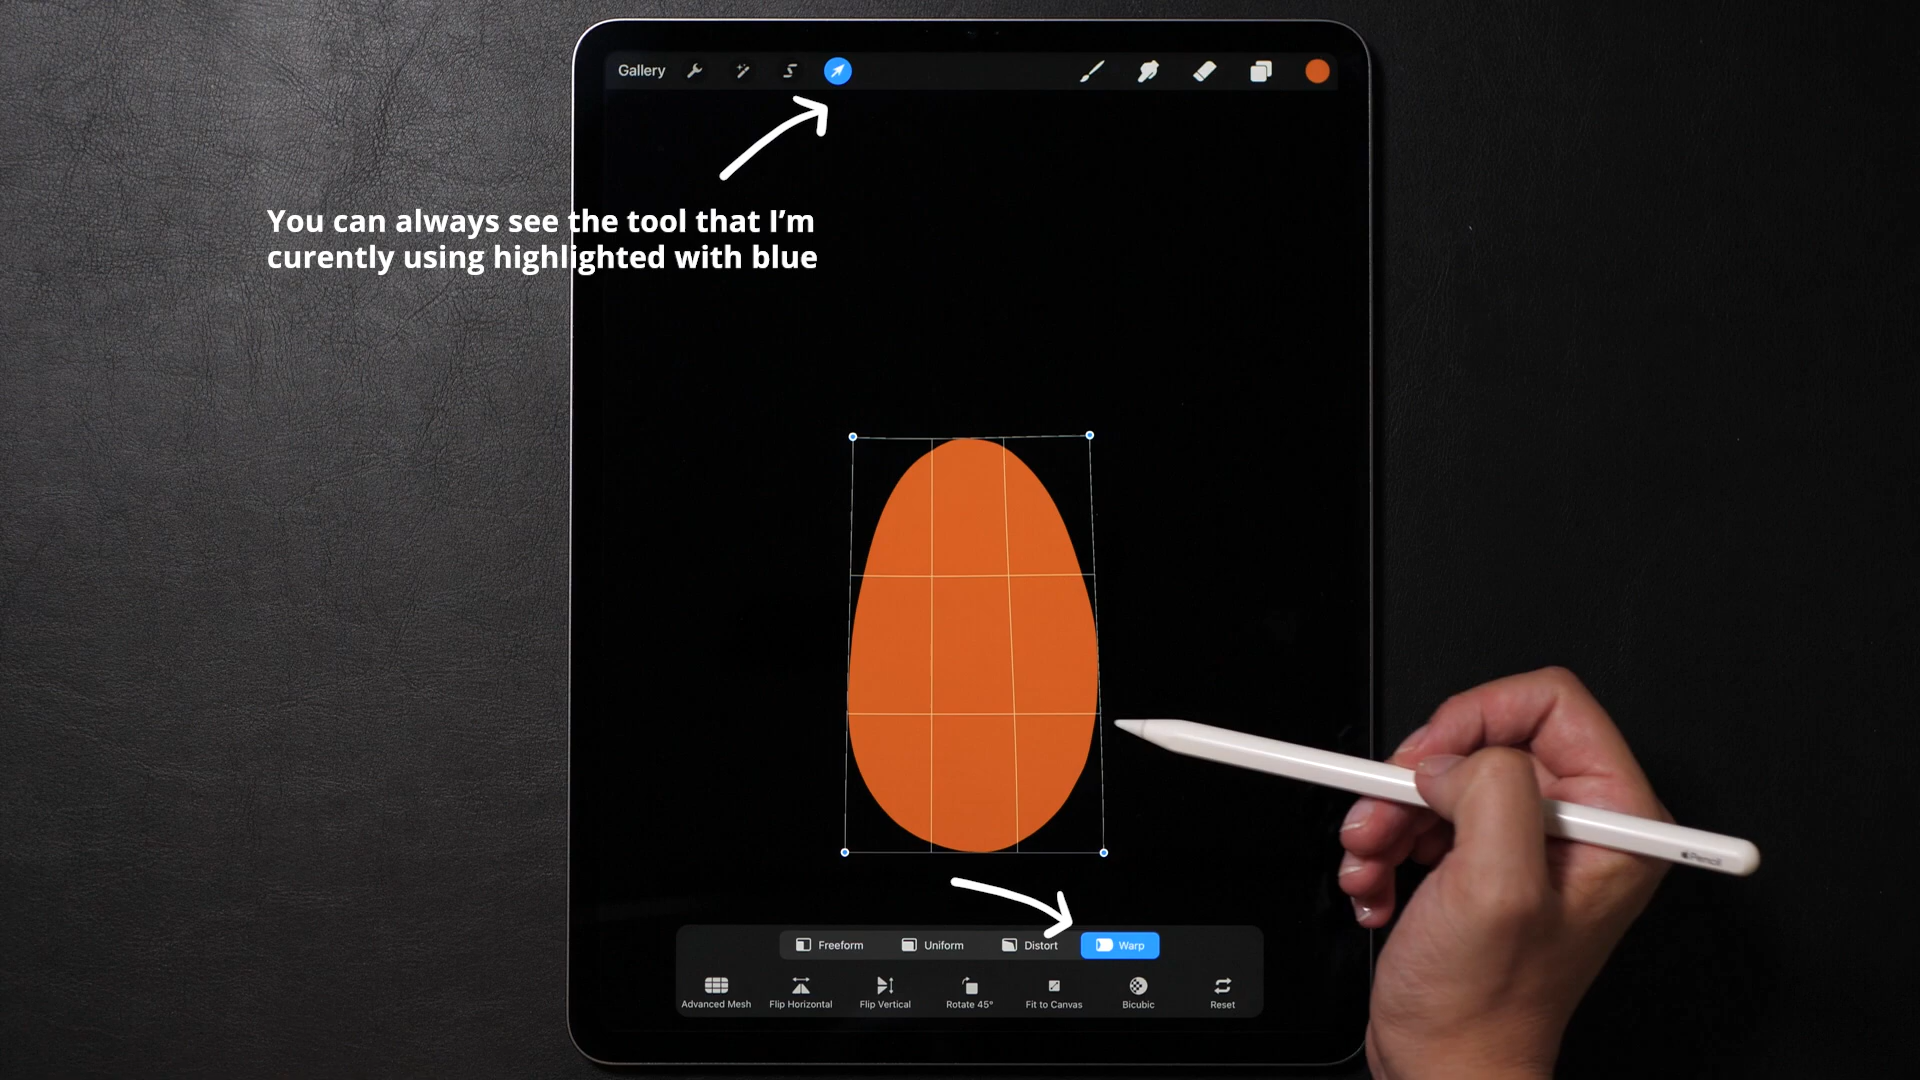 Gallery
You can always see the tool that I'm
curently using highlighted with blue
Freeform Uniform Distort Warp
Advanced Mesh Flip Horizontal Flip Vertical Rotate 45° Fit to Canvas Bicubic Reset
Pencil